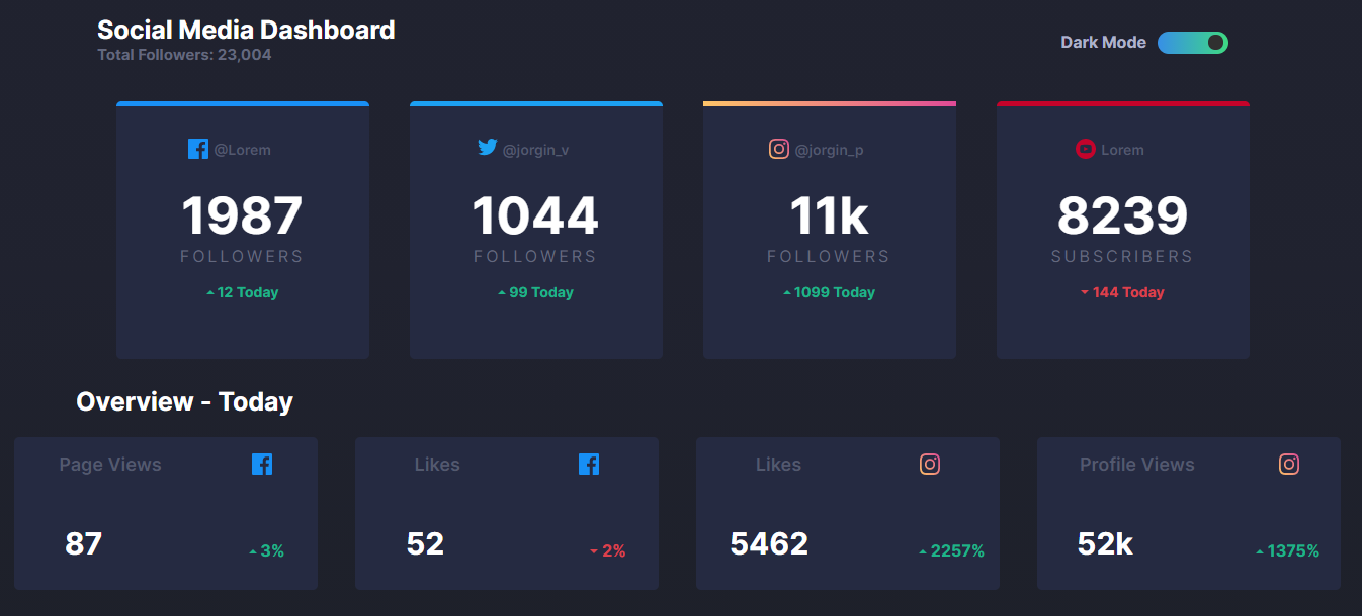 Social Media Dashboard
Total Followers: 23,004
Dark Mode
@Lorem
1987
FOLLOWERS
12 Today
@jorgin_v
1044
FOLLOWERS
99 Today
@jorgin_p
11k
FOLLOWERS
1099 Today
Lorem
8239
SUBSCRIBERS
144 Today
Overview - Today
Page Views
87
3%
Likes
52
2%
Likes
5462
2257%
Profile Views
52k
1375%